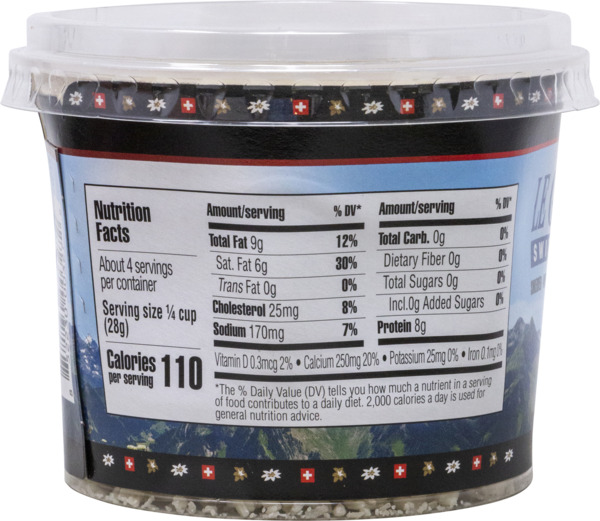 Nutrition
Facts
About 4 servings
per container
Serving size ¼ cup
(28g)
Calories 110
per serving
Amount/serving % DV*
Total Fat 9g 12%
Sat. Fat 6g 30%
Trans Fat 0g 0%
Cholesterol 25mg 8%
Sodium 170mg 7%
Amount/serving % DV*
Total Carb. 0g 0%
Dietary Fiber 0g 0%
Total Sugars 0g 0%
Incl.0g Added Sugars 0%
Protein 8g
Vitamin D 0.3mcg 2% • Calcium 250mg 20% • Potassium 25mg 0% • Iron 0.1mg 0%
*The % Daily Value (DV) tells you how much a nutrient in a serving
of food contributes to a daily diet. 2,000 calories a day is used for
general nutrition advice.
LE
SW